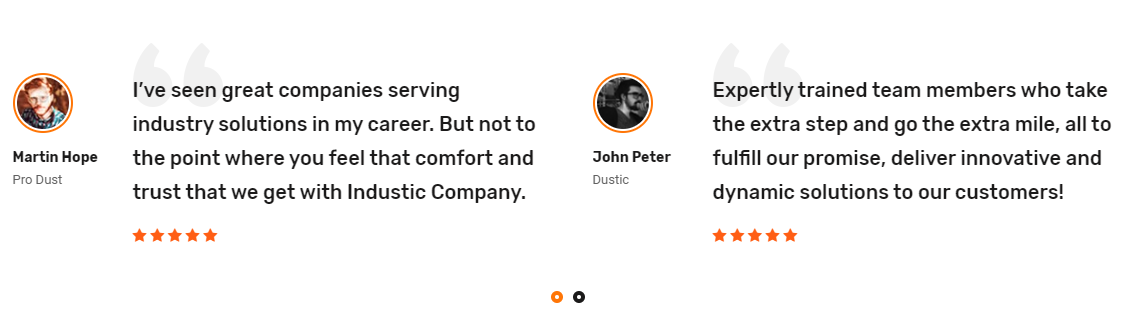 I’ve seen great companies serving
industry solutions in my career. But not to
the point where you feel that comfort and
trust that we get with Industic Company.
Martin Hope
Pro Dust
Expertly trained team members who take
the extra step and go the extra mile, all to
fulfill our promise, deliver innovative and
dynamic solutions to our customers!
John Peter
Dustic